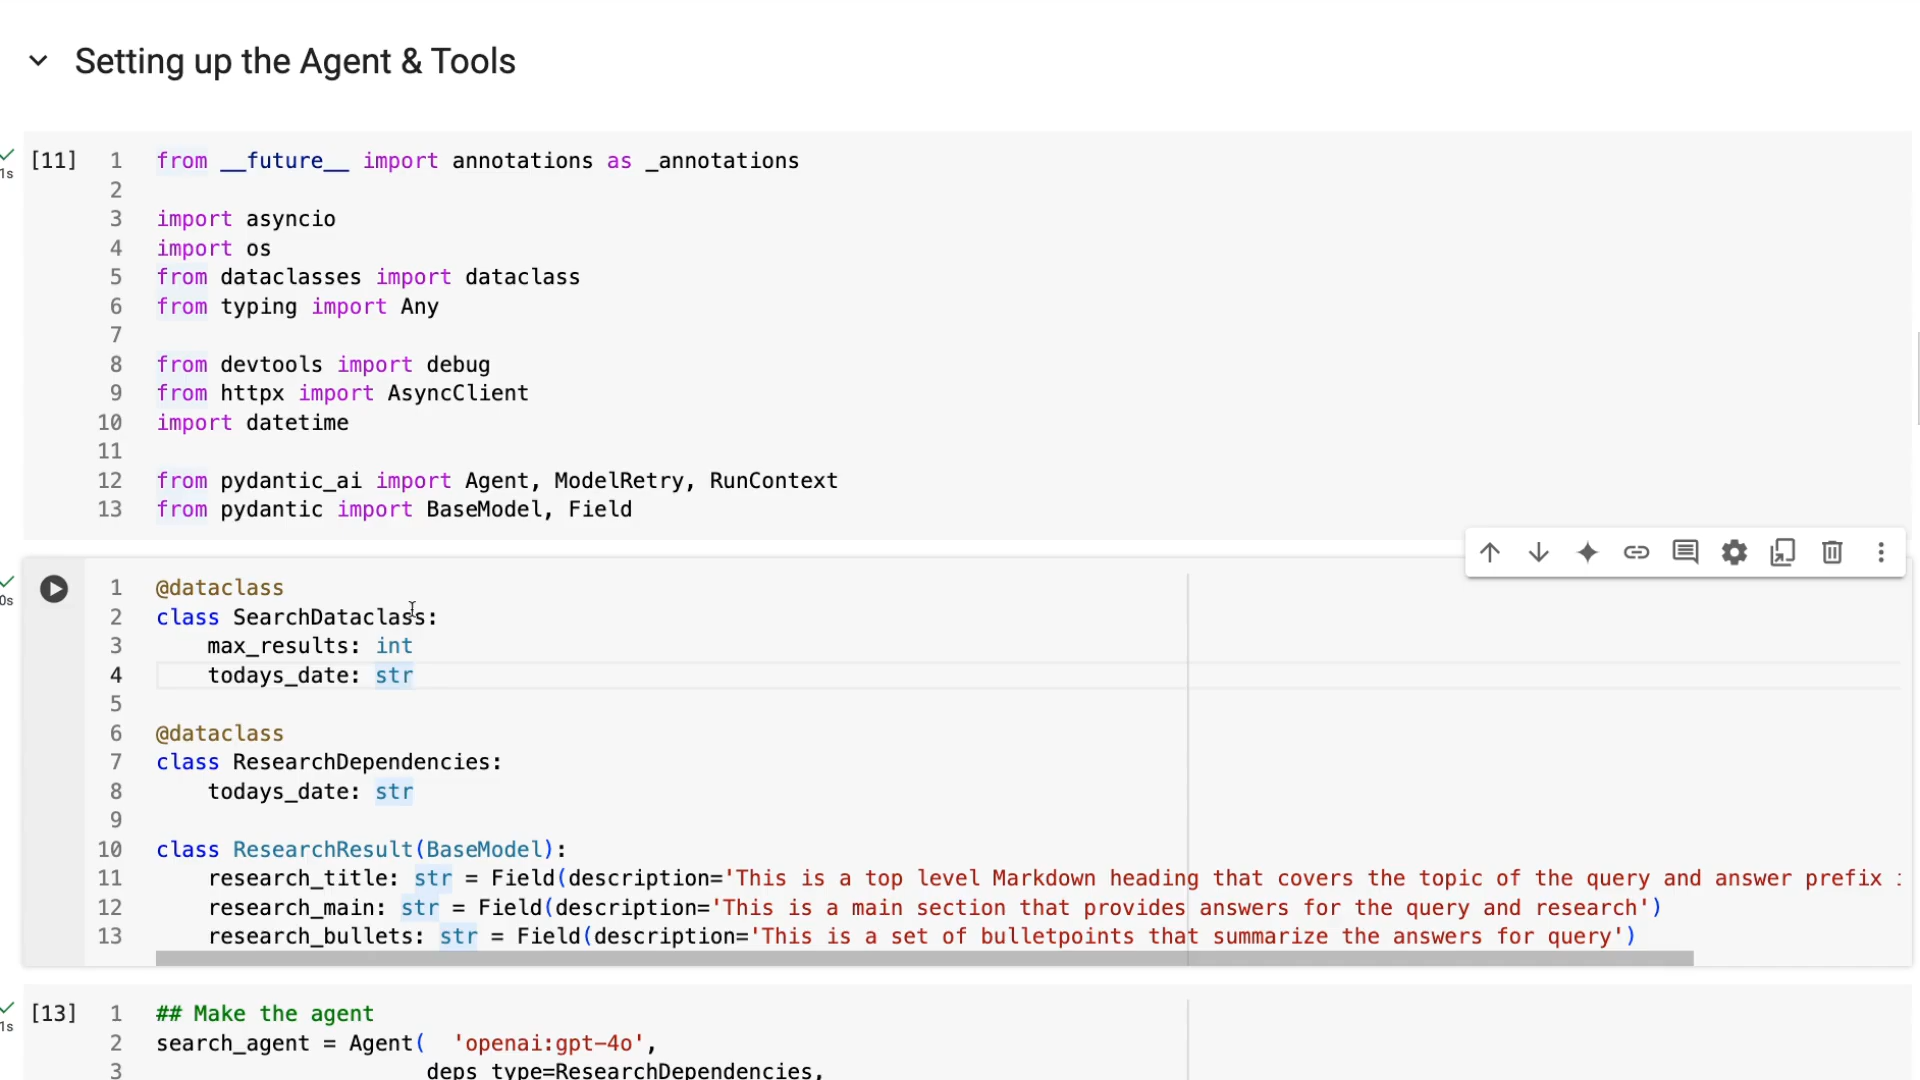 Setting up the Agent & Tools
1s
[11]
1 from __future__ import annotations as _annotations
2
3 import asyncio
4 import os
5 from dataclasses import dataclass
6 from typing import Any
7
8 from devtools import debug
9 from httpx import AsyncClient
10 import datetime
11
12 from pydantic_ai import Agent, ModelRetry, RunContext
13 from pydantic import BaseModel, Field
0s
1 @dataclass
2 class SearchDataclass:
3     max_results: int
4     todays_date: str
5
6 @dataclass
7 class ResearchDependencies:
8     todays_date: str
9
10 class ResearchResult(BaseModel):
11     research_title: str = Field(description='This is a top level Markdown heading that covers the topic of the query and answer prefix
12     research_main: str = Field(description='This is a main section that provides answers for the query and research')
13     research_bullets: str = Field(description='This is a set of bulletpoints that summarize the answers for query')
1s
[13]
1 ## Make the agent
2 search_agent = Agent(  'openai:gpt-4o',
3                      deps_type=ResearchDependencies,